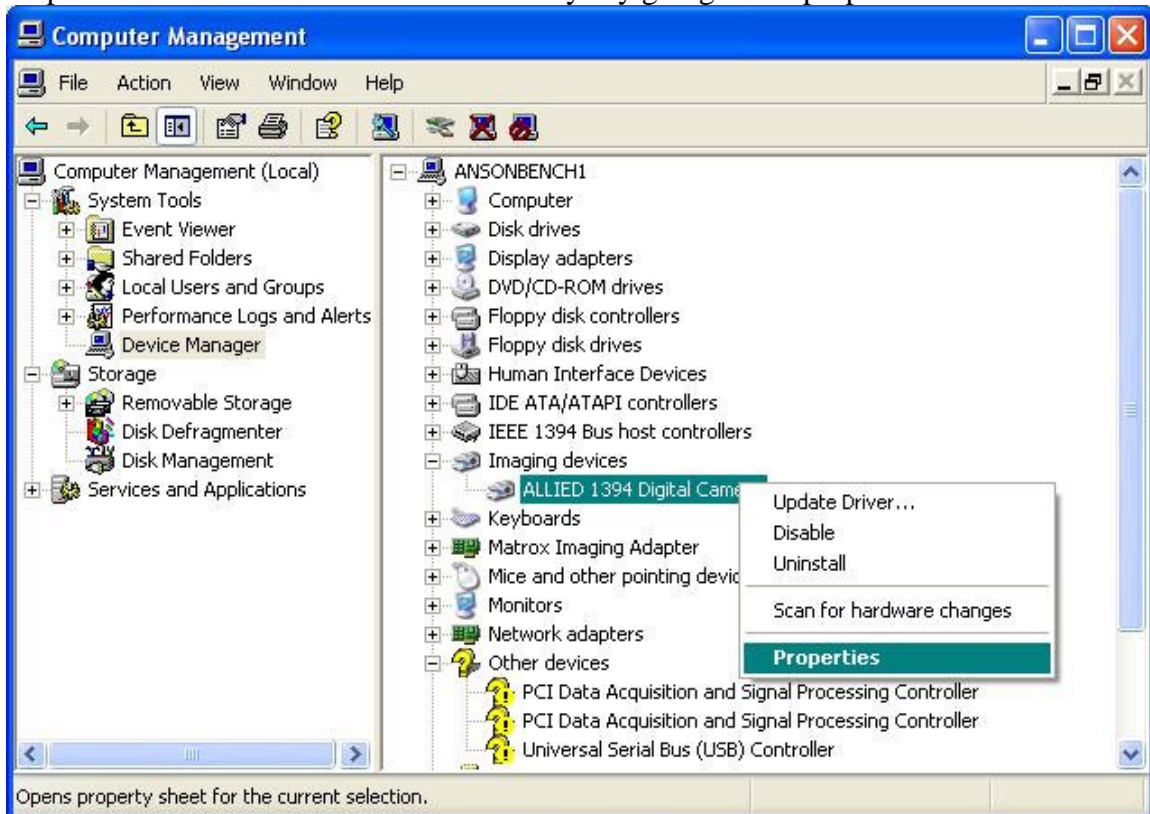 Computer Management
File Action View Window Help
Computer Management (Local)
System Tools
Event Viewer
Shared Folders
Local Users and Groups
Performance Logs and Alerts
Device Manager
Storage
Removable Storage
Disk Defragmenter
Disk Management
Services and Applications
ANSONBENCH1
Computer
Disk drives
Display adapters
DVD/CD-ROM drives
Floppy disk controllers
Floppy disk drives
Human Interface Devices
IDE ATA/ATAPI controllers
IEEE 1394 Bus host controllers
Imaging devices
ALLIED 1394 Digital Came
Keyboards
Matrox Imaging Adapter
Mice and other pointing devic
Monitors
Network adapters
Other devices
PCI Data Acquisition and Signal Processing Controller
PCI Data Acquisition and Signal Processing Controller
Universal Serial Bus (USB) Controller
Update Driver...
Disable
Uninstall
Scan for hardware changes
Properties
Opens property sheet for the current selection.